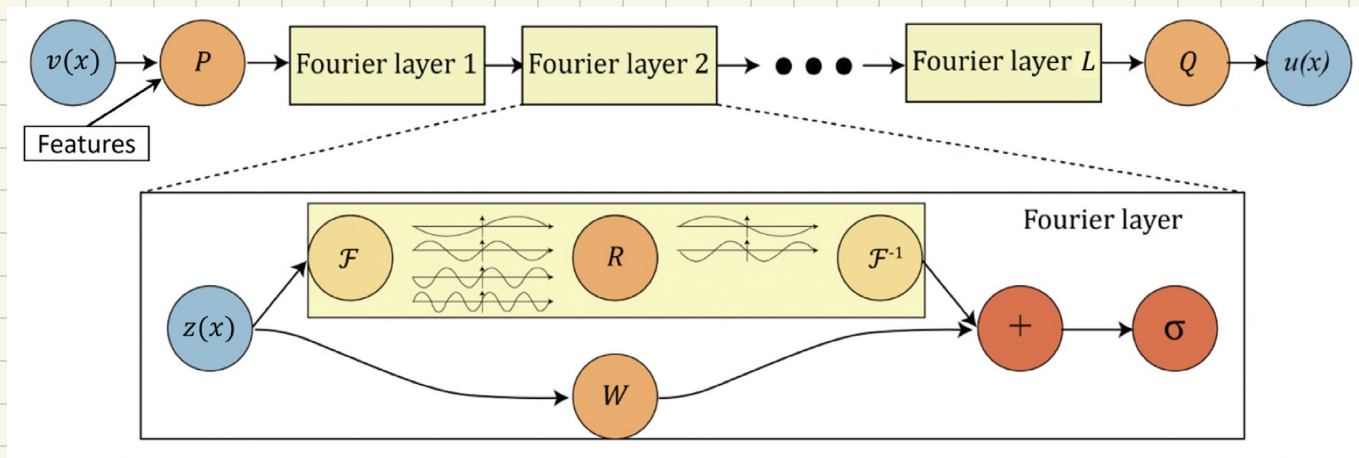 v(x)
P
Fourier layer 1
Fourier layer 2
Fourier layer L
Q
u(x)
Features
Fourier layer
ℱ
R
ℱ⁻¹
z(x)
+
σ
W